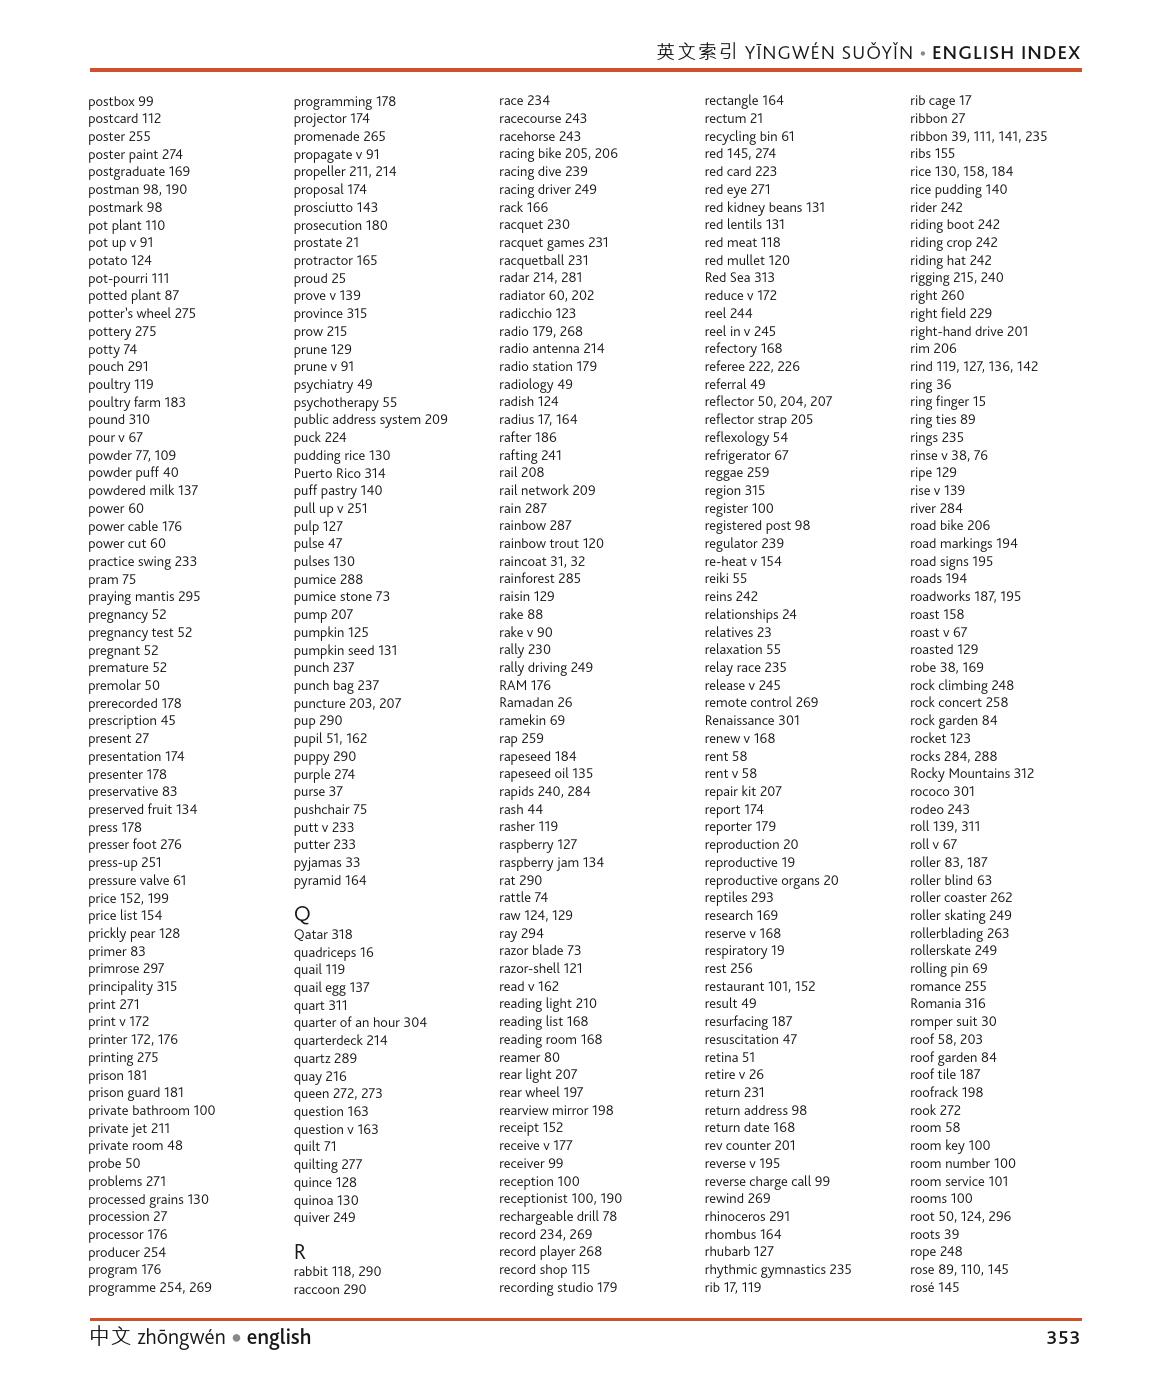 英文索引 YĪNGWÉN SUǑYǏN • ENGLISH INDEX
postbox 99
postcard 112
poster 255
poster paint 274
postgraduate 169
postman 98, 190
postmark 98
pot plant 110
pot up v 91
potato 124
pot-pourri 111
potted plant 87
potter's wheel 275
pottery 275
potty 74
pouch 291
poultry 119
poultry farm 183
pound 310
pour v 67
powder 77, 109
powder puff 40
powdered milk 137
power 60
power cable 176
power cut 60
practice swing 233
pram 75
praying mantis 295
pregnancy 52
pregnancy test 52
pregnant 52
premature 52
premolar 50
prerecorded 178
prescription 45
present 27
presentation 174
presenter 178
preservative 83
preserved fruit 134
press 178
presser foot 276
press-up 251
pressure valve 61
price 152, 199
price list 154
prickly pear 128
primer 83
primrose 297
principality 315
print 271
print v 172
printer 172, 176
printing 275
prison 181
prison guard 181
private bathroom 100
private jet 211
private room 48
probe 50
problems 271
processed grains 130
procession 27
processor 176
producer 254
program 176
programme 254, 269
programming 178
projector 174
promenade 265
propagate v 91
propeller 211, 214
proposal 174
prosciutto 143
prosecution 180
prostate 21
protractor 165
proud 25
prove v 139
province 315
prow 215
prune 129
prune v 91
psychiatry 49
psychotherapy 55
public address system 209
puck 224
pudding rice 130
Puerto Rico 314
puff pastry 140
pull up v 251
pulp 127
pulse 47
pulses 130
pumice 288
pumice stone 73
pump 207
pumpkin 125
pumpkin seed 131
punch 237
punch bag 237
puncture 203, 207
pup 290
pupil 51, 162
puppy 290
purple 274
purse 37
pushchair 75
putt v 233
putter 233
pyjamas 33
pyramid 164
Q
Qatar 318
quadriceps 16
quail 119
quail egg 137
quart 311
quarter of an hour 304
quarterdeck 214
quartz 289
quay 216
queen 272, 273
question 163
question v 163
quilt 71
quilting 277
quince 128
quinoa 130
quiver 249
R
rabbit 118, 290
raccoon 290
race 234
racecourse 243
racehorse 243
racing bike 205, 206
racing dive 239
racing driver 249
rack 166
racquet 230
racquet games 231
racquetball 231
radar 214, 281
radiator 60, 202
radicchio 123
radio 179, 268
radio antenna 214
radio station 179
radiology 49
radish 124
radius 17, 164
rafter 186
rafting 241
rail 208
rail network 209
rain 287
rainbow 287
rainbow trout 120
raincoat 31, 32
rainforest 285
raisin 129
rake 88
rake v 90
rally 230
rally driving 249
RAM 176
Ramadan 26
ramekin 69
rap 259
rapeseed 184
rapeseed oil 135
rapids 240, 284
rash 44
rasher 119
raspberry 127
raspberry jam 134
rat 290
rattle 74
raw 124, 129
ray 294
razor blade 73
razor-shell 121
read v 162
reading light 210
reading list 168
reading room 168
reamer 80
rear light 207
rear wheel 197
rearview mirror 198
receipt 152
receive v 177
receiver 99
reception 100
receptionist 100, 190
rechargeable drill 78
record 234, 269
record player 268
record shop 115
recording studio 179
rectangle 164
rectum 21
recycling bin 61
red 145, 274
red card 223
red eye 271
red kidney beans 131
red lentils 131
red meat 118
red mullet 120
Red Sea 313
reduce v 172
reel 244
reel in v 245
refectory 168
referee 222, 226
referral 49
reflector 50, 204, 207
reflector strap 205
reflexology 54
refrigerator 67
reggae 259
region 315
register 100
registered post 98
regulator 239
re-heat v 154
reiki 55
reins 242
relationships 24
relatives 23
relaxation 55
relay race 235
release v 245
remote control 269
Renaissance 301
renew v 168
rent 58
rent v 58
repair kit 207
report 174
reporter 179
reproduction 20
reproductive 19
reproductive organs 20
reptiles 293
research 169
reserve v 168
respiratory 19
rest 256
restaurant 101, 152
result 49
resurfacing 187
resuscitation 47
retina 51
retire v 26
return 231
return address 98
return date 168
rev counter 201
reverse v 195
reverse charge call 99
rewind 269
rhinoceros 291
rhombus 164
rhubarb 127
rhythmic gymnastics 235
rib 17, 119
rib cage 17
ribbon 27
ribbon 39, 111, 141, 235
ribs 155
rice 130, 158, 184
rice pudding 140
rider 242
riding boot 242
riding crop 242
riding hat 242
rigging 215, 240
right 260
right field 229
right-hand drive 201
rim 206
rind 119, 127, 136, 142
ring 36
ring finger 15
ring ties 89
rings 235
rinse v 38, 76
ripe 129
rise v 139
river 284
road bike 206
road markings 194
road signs 195
roads 194
roadworks 187, 195
roast 158
roast v 67
roasted 129
robe 38, 169
rock climbing 248
rock concert 258
rock garden 84
rocket 123
rocks 284, 288
Rocky Mountains 312
rococo 301
rodeo 243
roll 139, 311
roll v 67
roller 83, 187
roller blind 63
roller coaster 262
roller skating 249
rollerblading 263
rollerskate 249
rolling pin 69
romance 255
Romania 316
romper suit 30
roof 58, 203
roof garden 84
roof tile 187
roofrack 198
rook 272
room 58
room key 100
room number 100
room service 101
rooms 100
root 50, 124, 296
roots 39
rope 248
rose 89, 110, 145
rosé 145
中文 zhōngwén • english
353